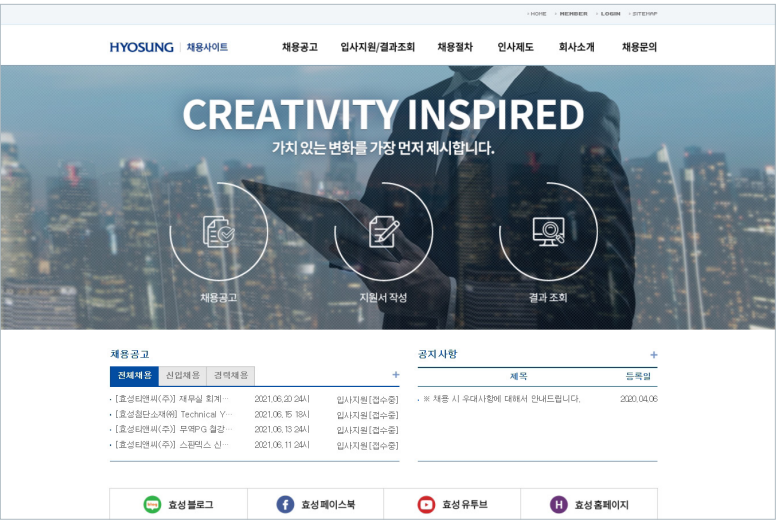 HOME MEMBER LOGIN SITEMAP
HYOSUNG 채용사이트 채용공고 입사지원/결과조회 채용절차 인사제도 회사소개 채용문의
CREATIVITY INSPIRED
가치 있는 변화를 가장 먼저 제시합니다.
채용공고 지원서 작성 결과 조회
채용공고
전체채용 신입채용 경력채용 +
· [효성티앤씨(주)] 재무실 회계… 2021.06.20 24시 입사지원[접수중]
· [효성첨단소재㈜] Technical Y… 2021.06.15 18시 입사지원[접수중]
· [효성티앤씨(주)] 무역PG 철강… 2021.06.13 24시 입사지원[접수중]
· [효성티앤씨(주)] 스판덱스 신… 2021.06.11 24시 입사지원[접수중]
공지사항 +
제목 등록일
· ※ 채용 시 우대사항에 대해서 안내드립니다. 2020.04.06
효성 블로그 효성 페이스북 효성 유튜브 H 효성 홈페이지